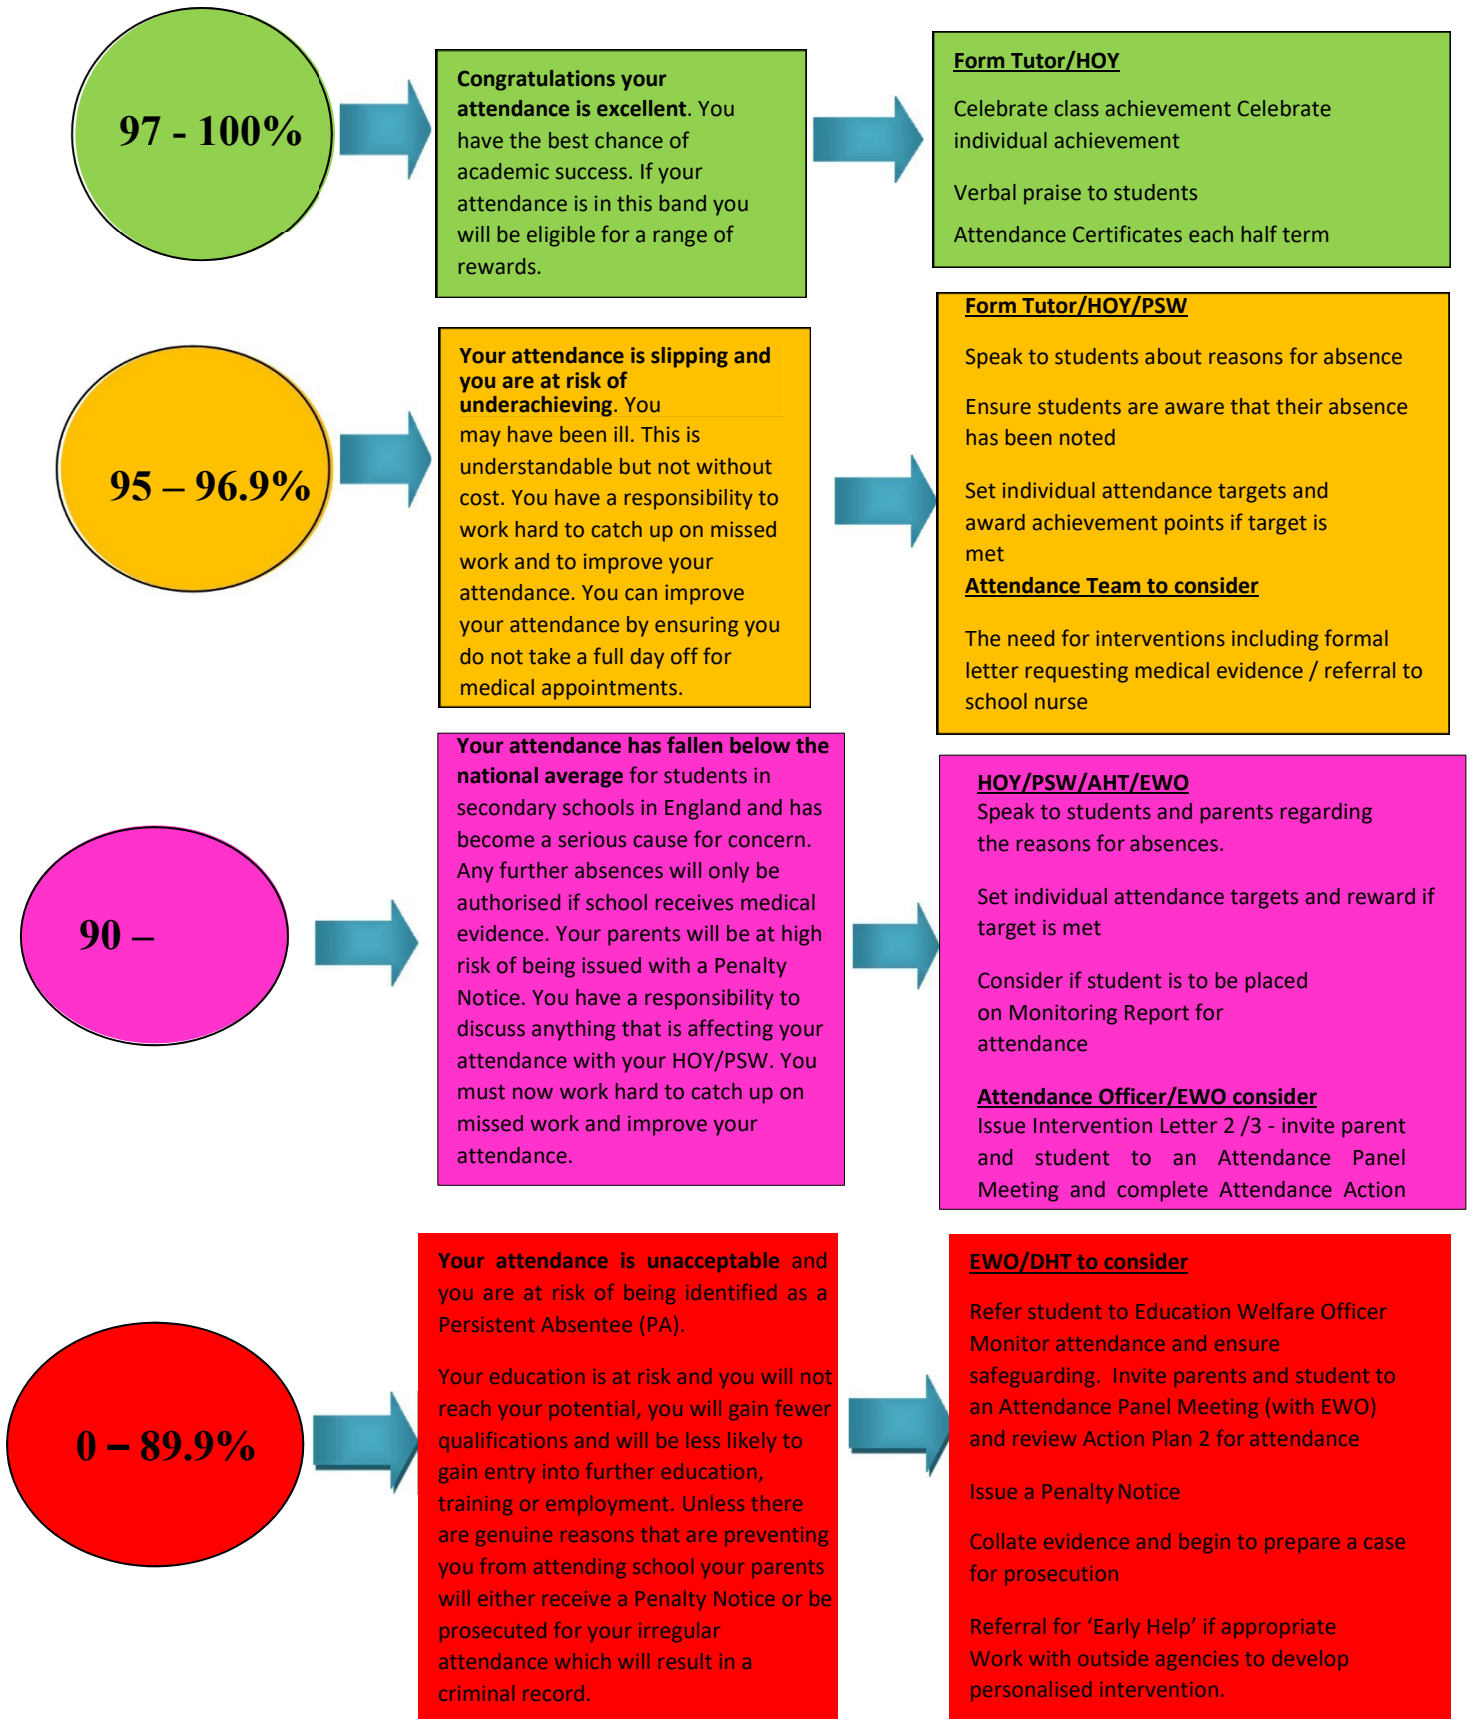 97 - 100%
Congratulations your
attendance is excellent. You
have the best chance of
academic success. If your
attendance is in this band you
will be eligible for a range of
rewards.
Form Tutor/HOY
Celebrate class achievement Celebrate
individual achievement
Verbal praise to students
Attendance Certificates each half term
95 – 96.9%
Your attendance is slipping and
you are at risk of
underachieving. You
may have been ill. This is
understandable but not without
cost. You have a responsibility to
work hard to catch up on missed
work and to improve your
attendance. You can improve
your attendance by ensuring you
do not take a full day off for
medical appointments.
Form Tutor/HOY/PSW
Speak to students about reasons for absence
Ensure students are aware that their absence
has been noted
Set individual attendance targets and
award achievement points if target is
met
Attendance Team to consider
The need for interventions including formal
letter requesting medical evidence / referral to
school nurse
90 –
Your attendance has fallen below the
national average for students in
secondary schools in England and has
become a serious cause for concern.
Any further absences will only be
authorised if school receives medical
evidence. Your parents will be at high
risk of being issued with a Penalty
Notice. You have a responsibility to
discuss anything that is affecting your
attendance with your HOY/PSW. You
must now work hard to catch up on
missed work and improve your
attendance.
HOY/PSW/AHT/EWO
Speak to students and parents regarding
the reasons for absences.
Set individual attendance targets and reward if
target is met
Consider if student is to be placed
on Monitoring Report for
attendance
Attendance Officer/EWO consider
Issue Intervention Letter 2 /3 - invite parent
and student to an Attendance Panel
Meeting and complete Attendance Action
0 – 89.9%
Your attendance is unacceptable and
you are at risk of being identified as a
Persistent Absentee (PA).
Your education is at risk and you will not
reach your potential, you will gain fewer
qualifications and will be less likely to
gain entry into further education,
training or employment. Unless there
are genuine reasons that are preventing
you from attending school your parents
will either receive a Penalty Notice or be
prosecuted for your irregular
attendance which will result in a
criminal record.
EWO/DHT to consider
Refer student to Education Welfare Officer
Monitor attendance and ensure
safeguarding. Invite parents and student to
an Attendance Panel Meeting (with EWO)
and review Action Plan 2 for attendance
Issue a Penalty Notice
Collate evidence and begin to prepare a case
for prosecution
Referral for ‘Early Help’ if appropriate
Work with outside agencies to develop
personalised intervention.